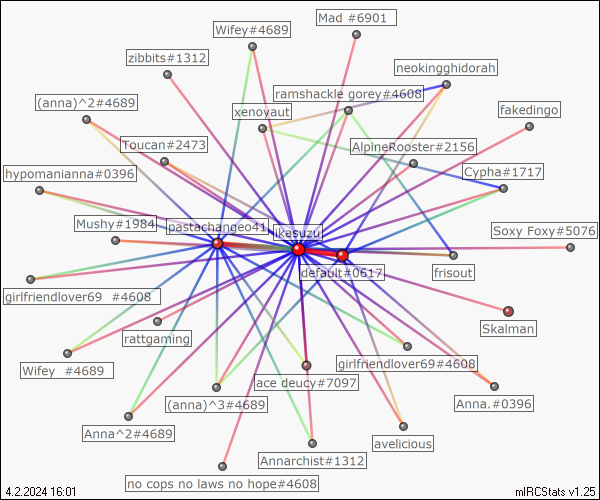 Mad #6901
Wifey#4689
zibbits#1312
neokingghidorah
ramshackle gorey#4608
(anna)^2#4689
xenoyaut
fakedingo
Toucan#2473
AlpineRooster#2156
hypomanianna#0396
Cypha#1717
Mushy#1984
pastachangeo41
ikasuzu
Soxy Foxy#5076
default#0617
frisout
girlfriendlover69 #4608
Skalman
rattgaming
Wifey #4689
girlfriendlover69#4608
ace deucy#7097
(anna)^3#4689
Anna.#0396
Anna^2#4689
avelicious
Annarchist#1312
no cops no laws no hope#4608
4.2.2024 16:01
mIRCStats v1.25